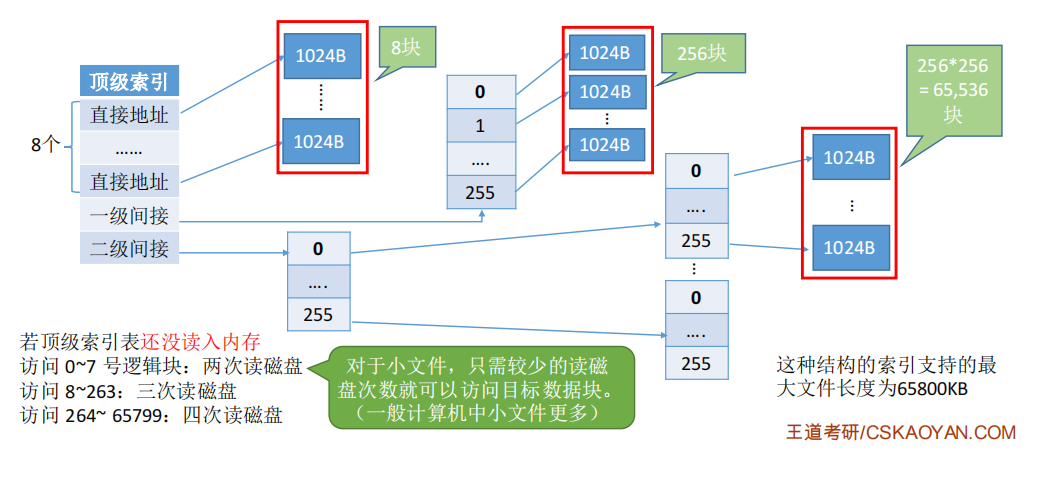 顶级索引
直接地址
……
直接地址
一级间接
二级间接
8个
1024B
1024B
8块
0
1
….
255
1024B
1024B
1024B
256块
0
….
255
0
….
255
0
….
255
1024B
1024B
256*256
= 65,536
块
若顶级索引表还没读入内存
访问 0~7 号逻辑块：两次读磁盘
访问 8~263：三次读磁盘
访问 264~ 65799：四次读磁盘
对于小文件，只需较少的读磁
盘次数就可以访问目标数据块。
（一般计算机中小文件更多）
这种结构的索引支持的最
大文件长度为65800KB
王道考研/CSKAOYAN.COM